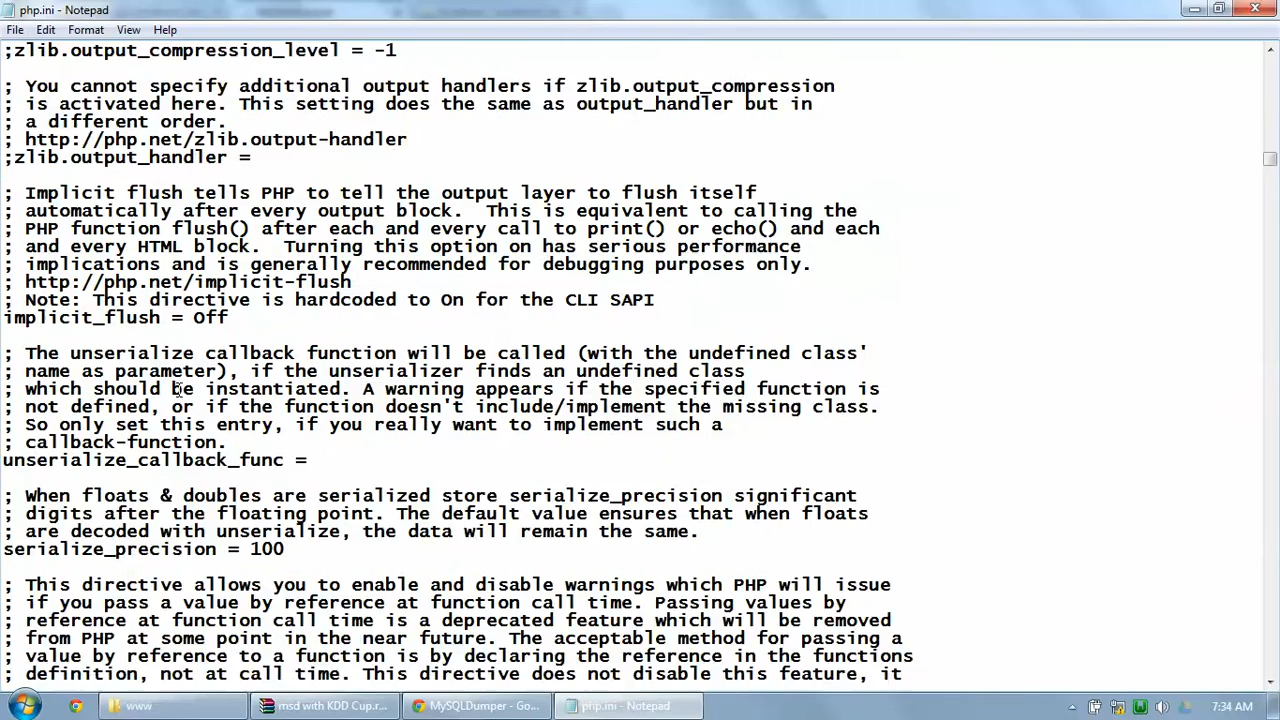 php.ini - Notepad
File Edit Format View Help
;zlib.output_compression_level = -1
; You cannot specify additional output handlers if zlib.output_compression
; is activated here. This setting does the same as output_handler but in
; a different order.
; http://php.net/zlib.output-handler
;zlib.output_handler =
; Implicit flush tells PHP to tell the output layer to flush itself
; automatically after every output block.  This is equivalent to calling the
; PHP function flush() after each and every call to print() or echo() and each
; and every HTML block.  Turning this option on has serious performance
; implications and is generally recommended for debugging purposes only.
; http://php.net/implicit-flush
; Note: This directive is hardcoded to On for the CLI SAPI
implicit_flush = Off
; The unserialize callback function will be called (with the undefined class'
; name as parameter), if the unserializer finds an undefined class
; which should be instantiated. A warning appears if the specified function is
; not defined, or if the function doesn't include/implement the missing class.
; So only set this entry, if you really want to implement such a
; callback-function.
unserialize_callback_func =
; When floats & doubles are serialized store serialize_precision significant
; digits after the floating point. The default value ensures that when floats
; are decoded with unserialize, the data will remain the same.
serialize_precision = 100
; This directive allows you to enable and disable warnings which PHP will issue
; if you pass a value by reference at function call time. Passing values by
; reference at function call time is a deprecated feature which will be removed
; from PHP at some point in the near future. The acceptable method for passing a
; value by reference to a function is by declaring the reference in the functions
; definition, not at call time. This directive does not disable this feature, it
www
msd with KDD Cup.r...
MySQLDumper - Go...
php.ini - Notepad
7:34 AM